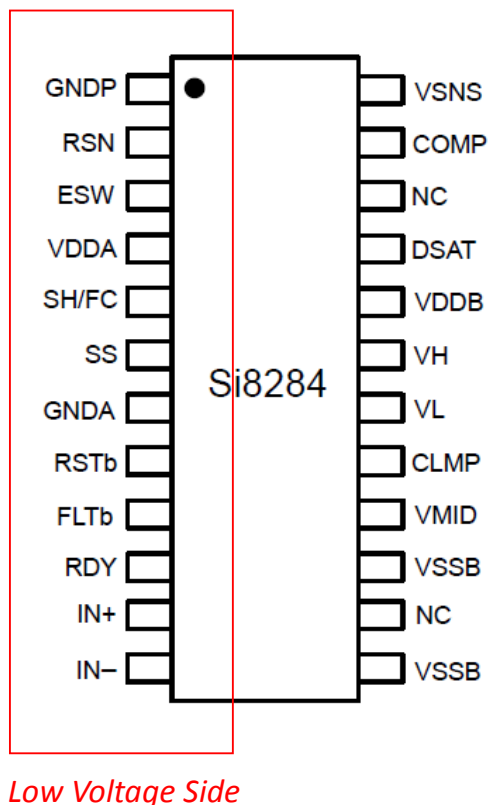 GNDP
RSN
ESW
VDDA
SH/FC
SS
GNDA
RSTb
FLTb
RDY
IN+
IN–
Si8284
VSNS
COMP
NC
DSAT
VDDB
VH
VL
CLMP
VMID
VSSB
NC
VSSB
Low Voltage Side